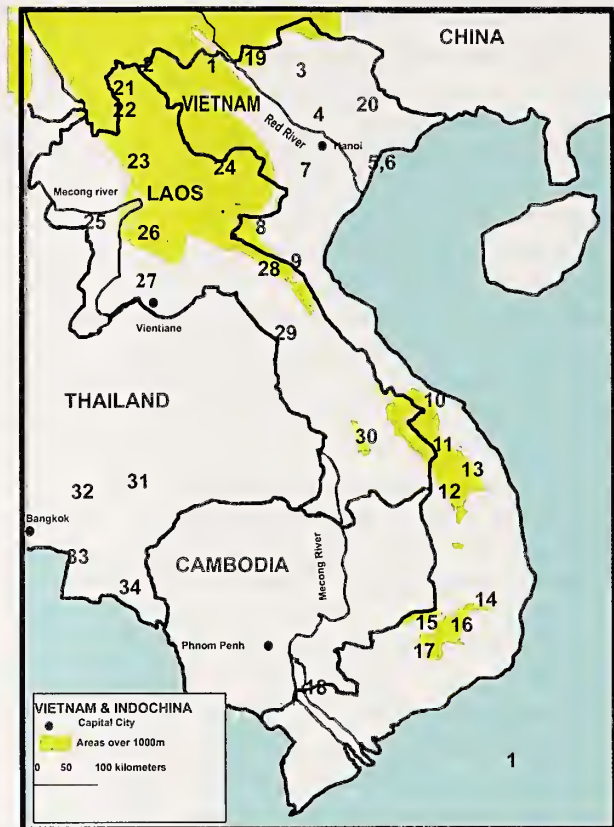 CHINA
1
19
2
3
21
VIETNAM
4
20
22
Red River
Hanoi
23
24
7
5,6
Mecong river
LAOS
25
26
8
9
28
27
Vientiane
29
THAILAND
10
30
11
31
13
32
12
Bangkok
33
CAMBODIA
Mecong River
34
14
15
16
Phnom Penh
17
18
VIETNAM & INDOCHINA
Capital City
Areas over 1000m
0 50 100 kilometers
1